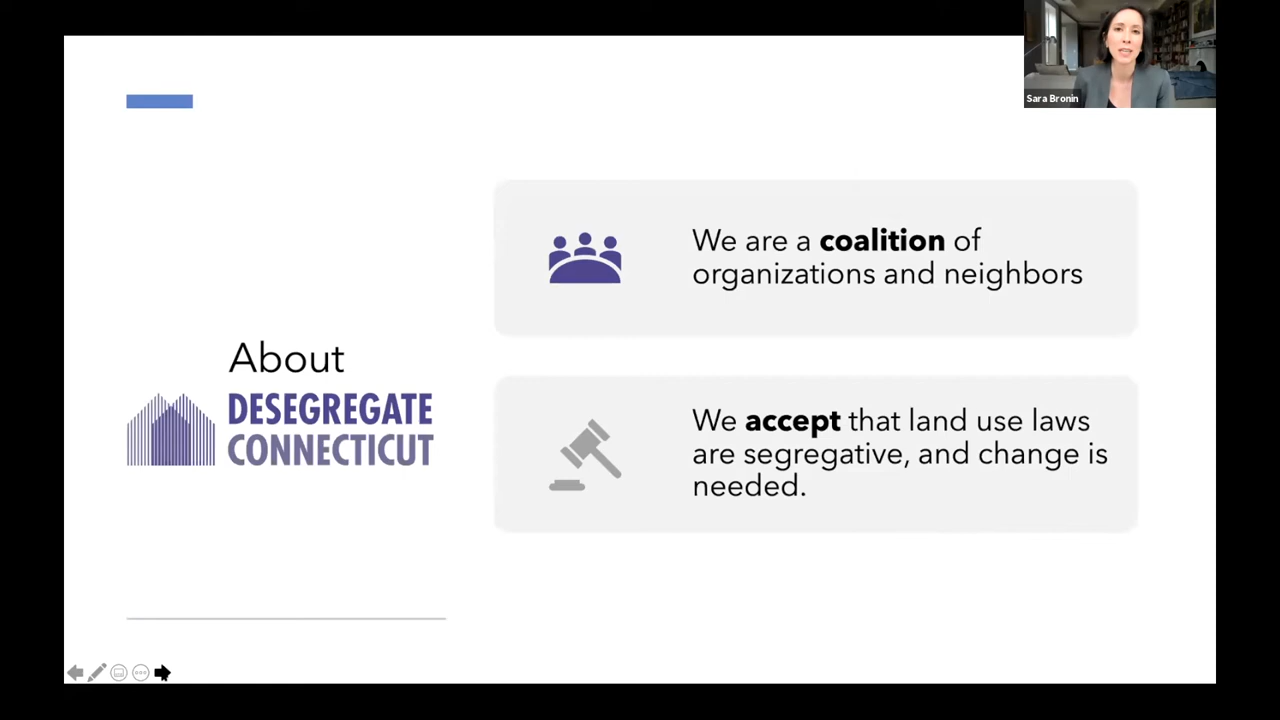 Sara Bronin
About
DESEGREGATE
CONNECTICUT
We are a coalition of
organizations and neighbors
We accept that land use laws
are segregative, and change is
needed.